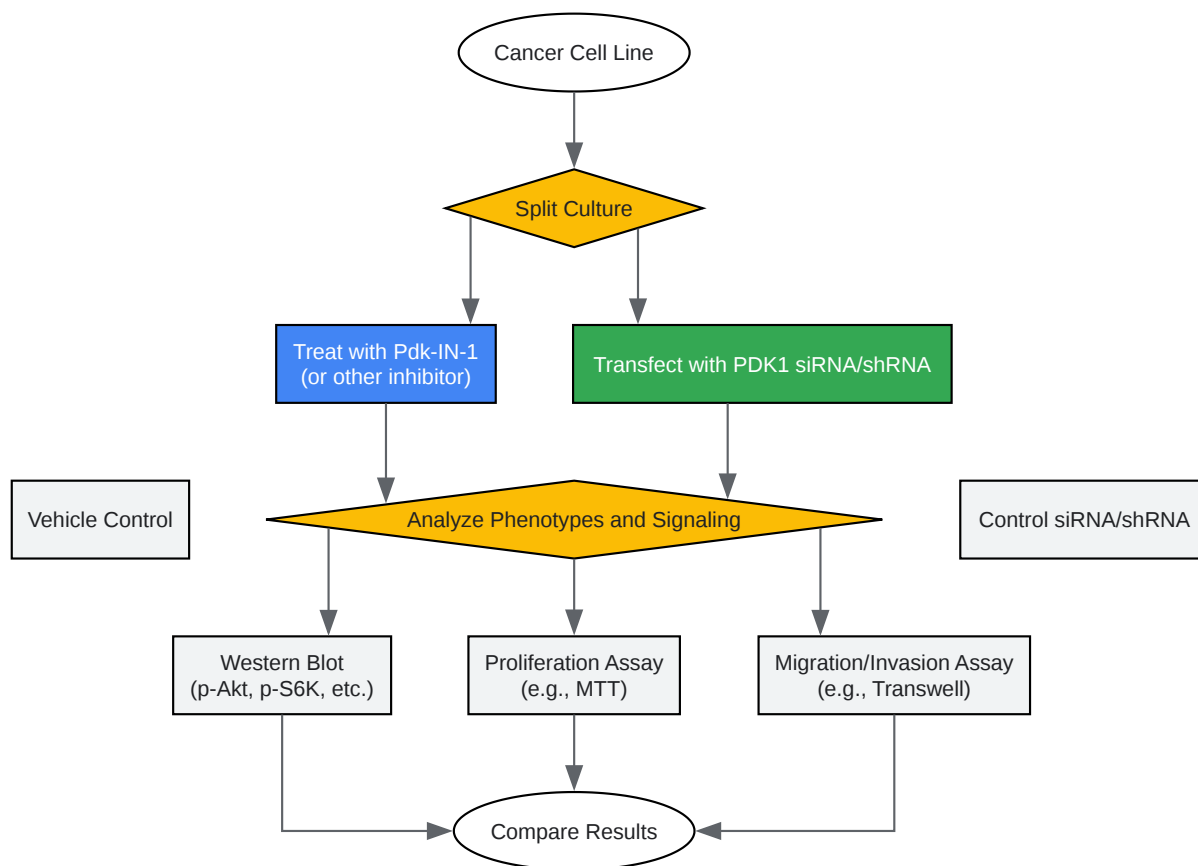 Cancer Cell Line
Split Culture
Treat with Pdk-IN-1
(or other inhibitor)
Transfect with PDK1 siRNA/shRNA
Vehicle Control
Analyze Phenotypes and Signaling
Control siRNA/shRNA
Western Blot
(p-Akt, p-S6K, etc.)
Proliferation Assay
(e.g., MTT)
Migration/Invasion Assay
(e.g., Transwell)
Compare Results